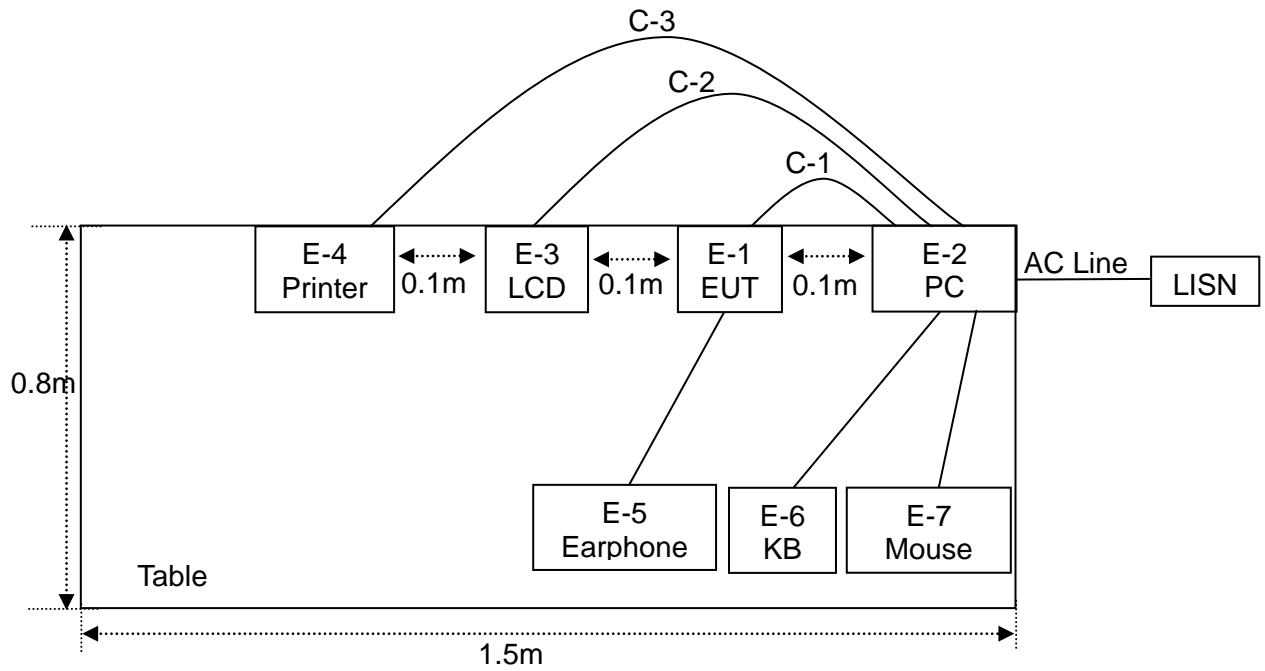 C-3
C-2
C-1
E-4
Printer
0.1m
E-3
LCD
0.1m
E-1
EUT
0.1m
E-2
PC
AC Line
LISN
0.8m
E-5
Earphone
E-6
KB
E-7
Mouse
Table
1.5m